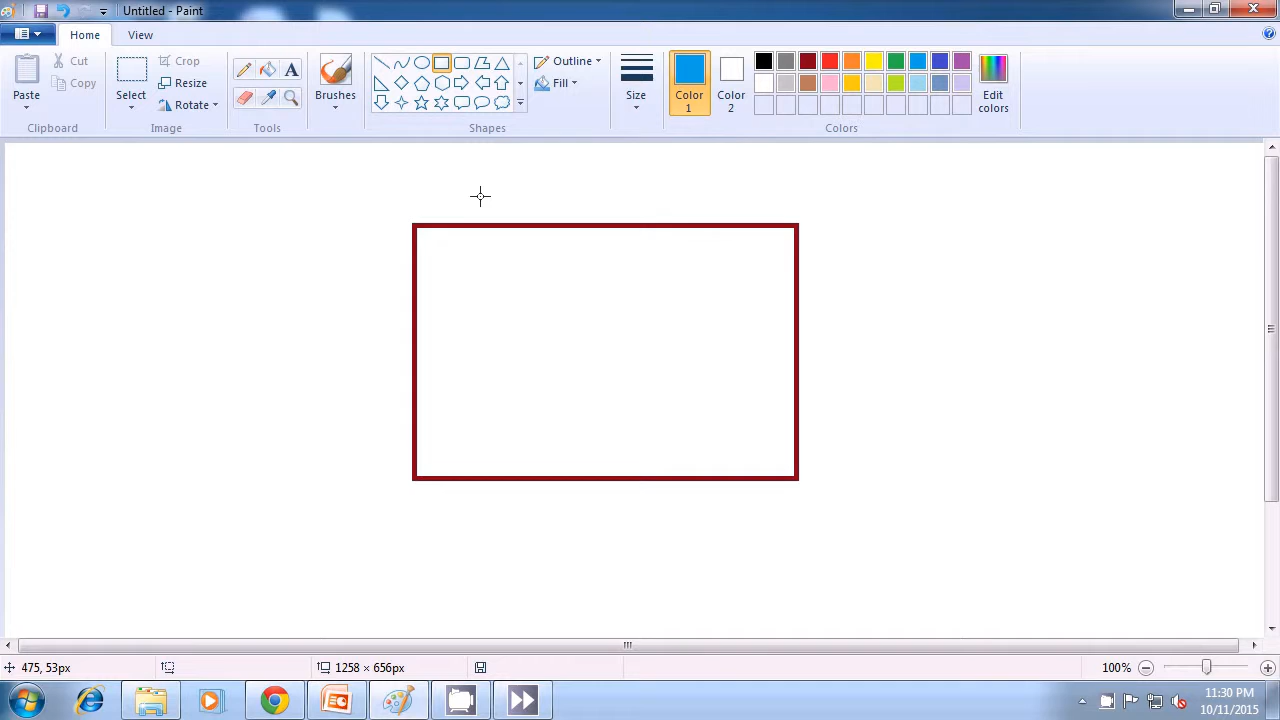 Untitled - Paint
Home View
Paste Cut Copy Select Crop Resize Rotate Brushes Outline Fill Size Color 1 Color 2 Edit colors
Clipboard Image Tools Shapes Colors
475, 53px 1258 × 656px 100%
11:30 PM
10/11/2015